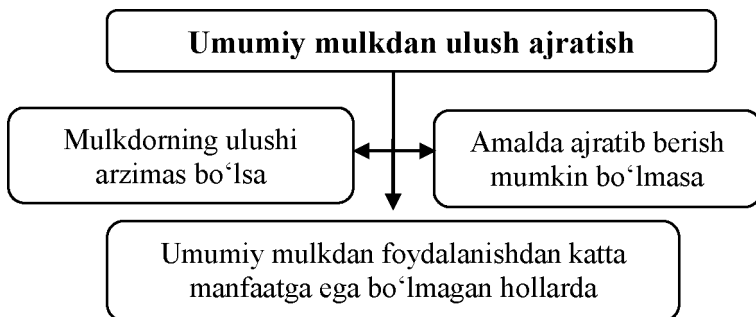 Umumiy mulkdan ulush ajratish
Mulkdorning ulushi
arzimas bo‘lsa
Amalda ajratib berish
mumkin bo‘lmasa
Umumiy mulkdan foydalanishdan katta
manfaatga ega bo‘lmagan hollarda